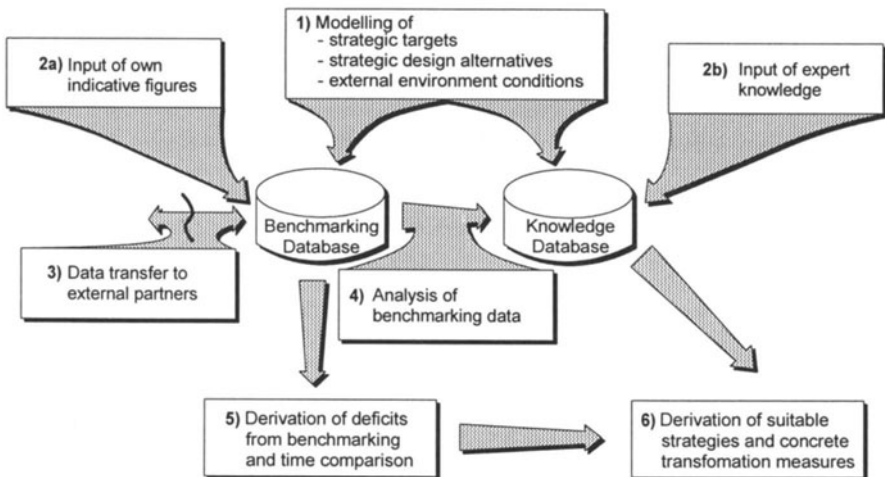 1) Modelling of
- strategic targets
- strategic design alternatives
- external environment conditions
2a) Input of own
indicative figures
2b) Input of expert
knowledge
Benchmarking
Database
Knowledge
Database
3) Data transfer to
external partners
4) Analysis of
benchmarking data
5) Derivation of deficits
from benchmarking
and time comparison
6) Derivation of suitable
strategies and concrete
transfomation measures